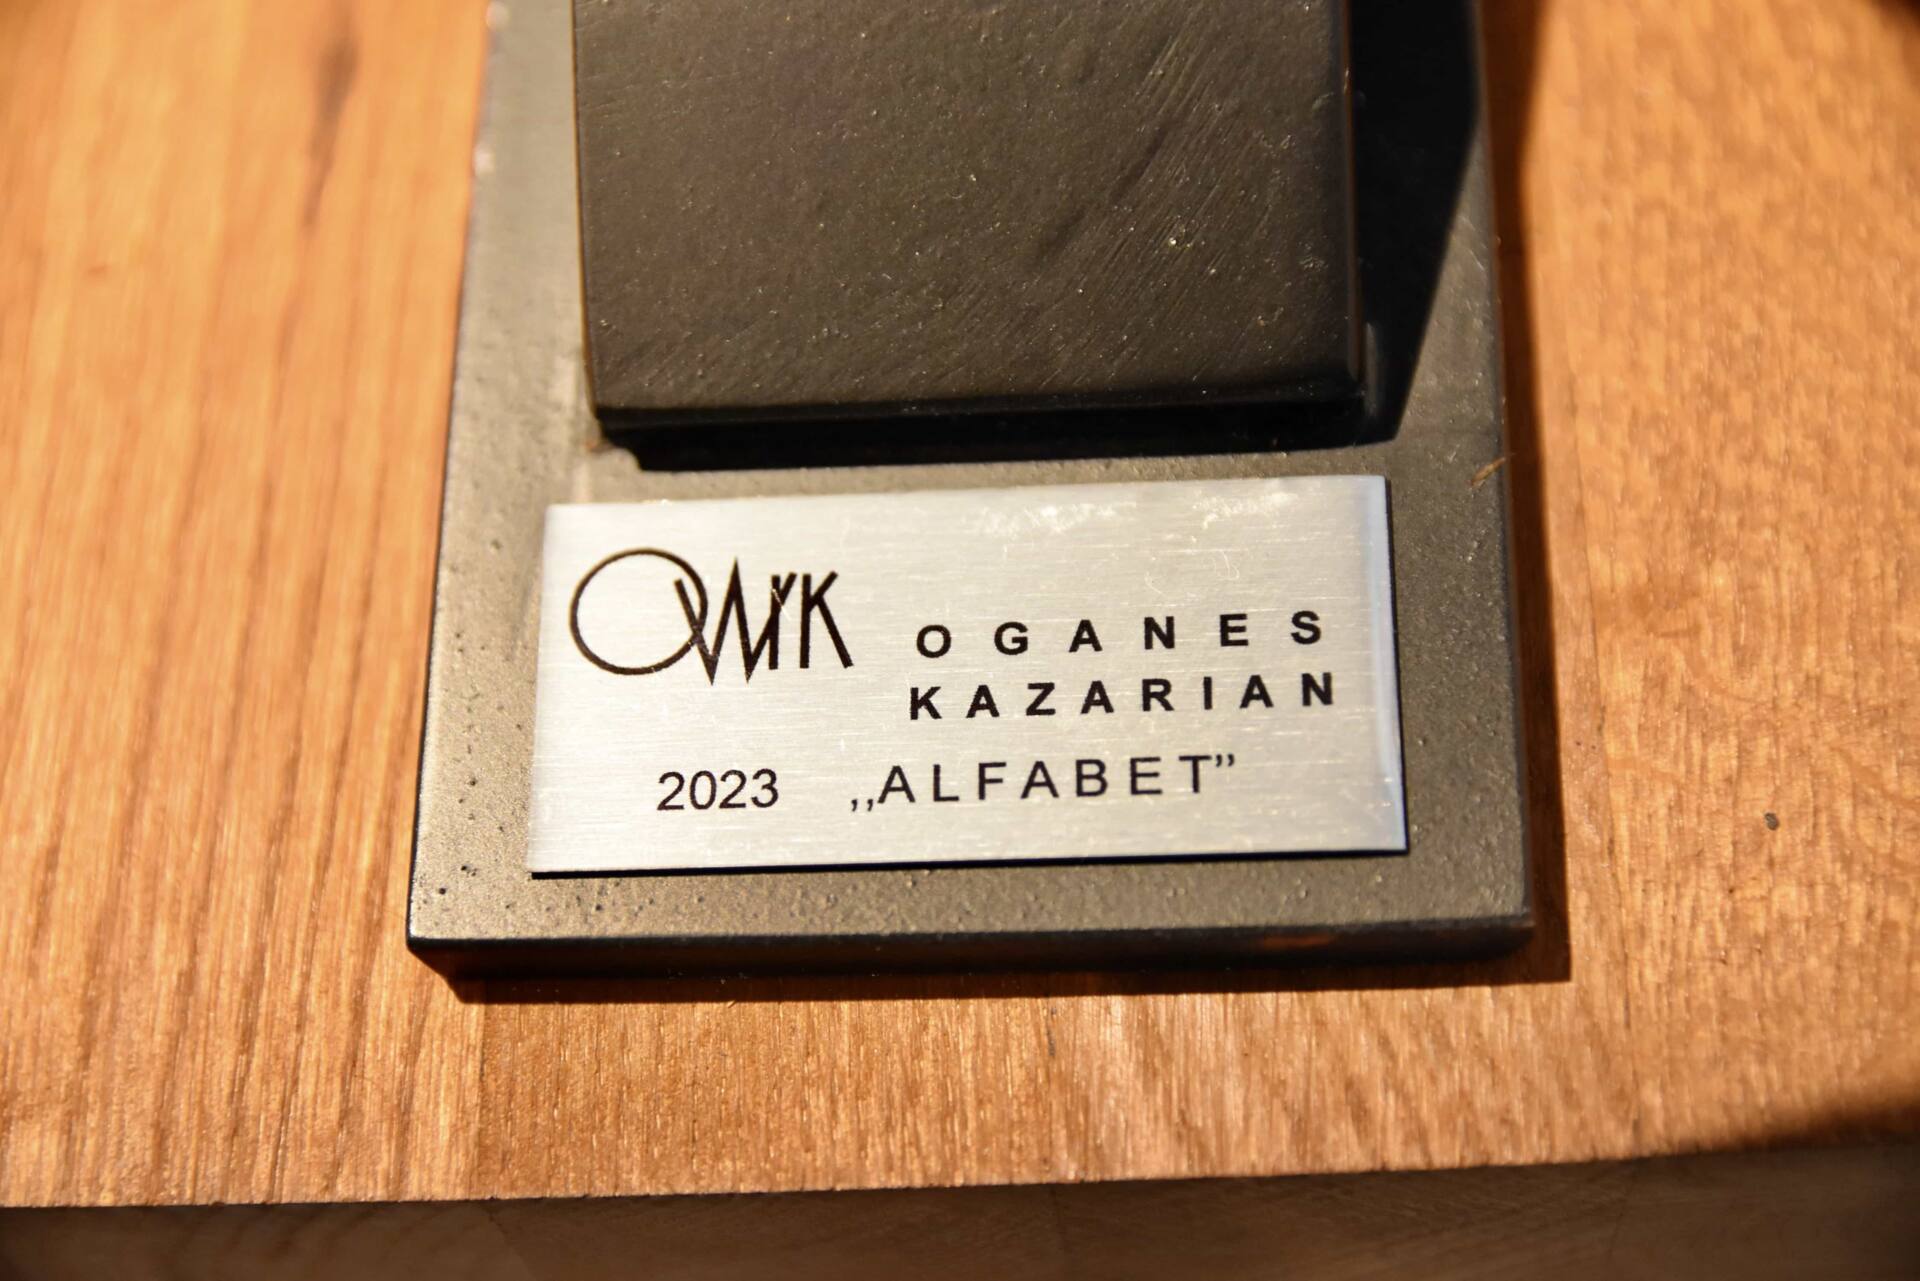 OGANES
KAZARIAN
2023 ,,ALFABET”